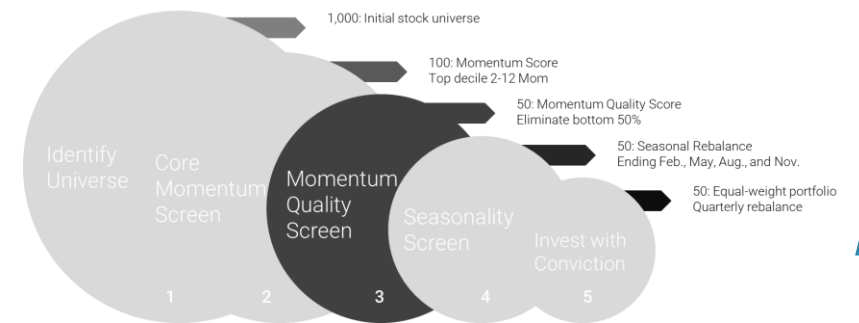 1,000: Initial stock universe
100: Momentum Score
Top decile 2-12 Mom
50: Momentum Quality Score
Eliminate bottom 50%
50: Seasonal Rebalance
Ending Feb., May, Aug., and Nov.
50: Equal-weight portfolio
Quarterly rebalance
Identify
Universe
1
Core
Momentum
Screen
2
Momentum
Quality
Screen
3
Seasonality
Screen
4
Invest with
Conviction
5